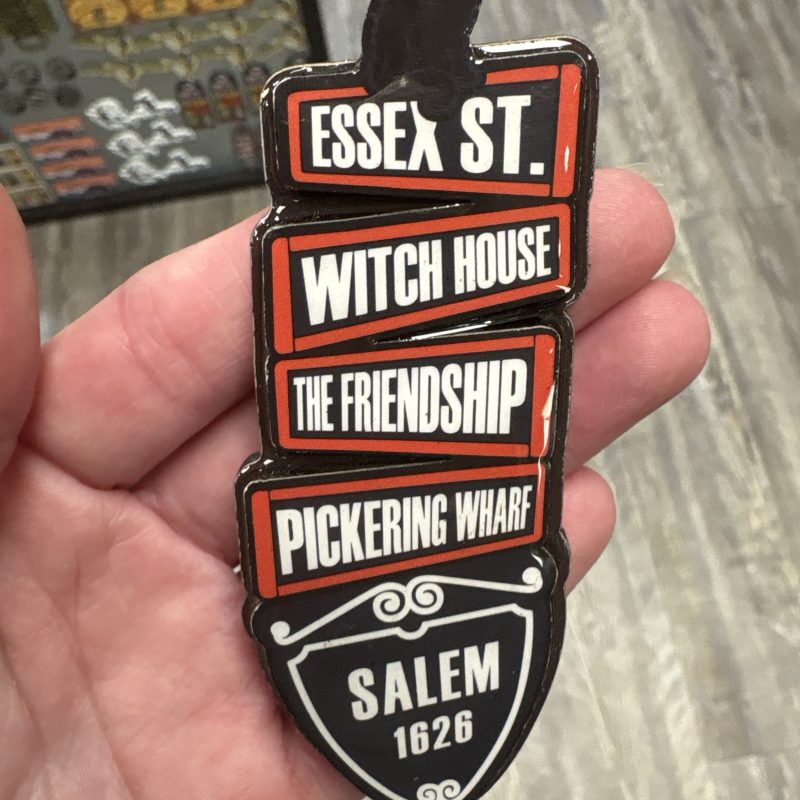 ESSEX ST.
WITCH HOUSE
THE FRIENDSHIP
PICKERING WHARF
SALEM
1626